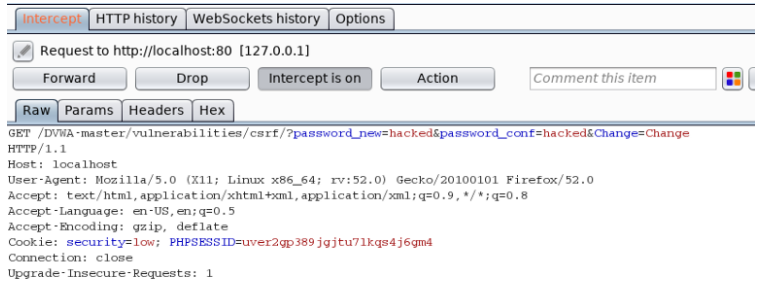 Intercept HTTP history WebSockets history Options
Request to http://localhost:80 [127.0.0.1]
Forward Drop Intercept is on Action Comment this item
Raw Params Headers Hex
GET /DVWA-master/vulnerabilities/csrf/?password_new=hacked&password_conf=hacked&Change=Change
HTTP/1.1
Host: localhost
User-Agent: Mozilla/5.0 (X11; Linux x86_64; rv:52.0) Gecko/20100101 Firefox/52.0
Accept: text/html,application/xhtml+xml,application/xml;q=0.9,*/*;q=0.8
Accept-Language: en-US,en;q=0.5
Accept-Encoding: gzip, deflate
Cookie: security=low; PHPSESSID=uver2gp389jgjtu7lkqs4j6gm4
Connection: close
Upgrade-Insecure-Requests: 1